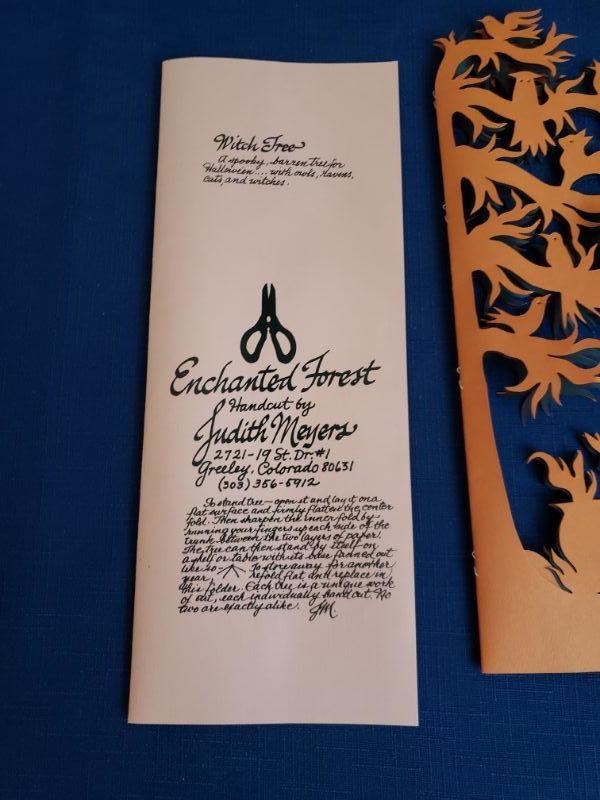 Witch Tree
A spooky, barren tree for
Halloween.... with owls, ravens,
cats, and witches.
Enchanted Forest
Handcut by
Judith Meyers
2721-19 St. Dr. #1
Greeley, Colorado 80631
(303) 356-5912
To stand tree - open it and lay it on a
flat surface and firmly flatten the center
fold. Then sharpen the inner fold by
running your fingers up each side of the
trunk between the two layers of paper.
The tree can then stand by itself on
a shelf or table with its base fanned out
like so - To store away for another
year, refold flat and replace in
this folder. Each tree is a unique work
of art, each individually hand cut. No
two are exactly alike. JM.